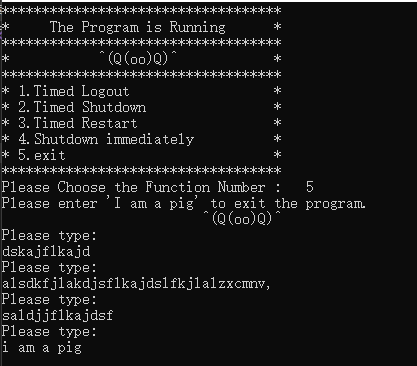 ***********************************
*     The Program is Running      *
***********************************
*           ^(Q(oo)Q)^            *
***********************************
* 1.Timed Logout                  *
* 2.Timed Shutdown                *
* 3.Timed Restart                 *
* 4.Shutdown immediately          *
* 5.exit                          *
***********************************
Please Choose the Function Number :   5
Please enter 'I am a pig' to exit the program.
^(Q(oo)Q)^
Please type:
dskajflkajd
Please type:
alsdkfjlakdjsflkajdslfkjlalzxcmnv,
Please type:
saldjjflkajdsf
Please type:
i am a pig